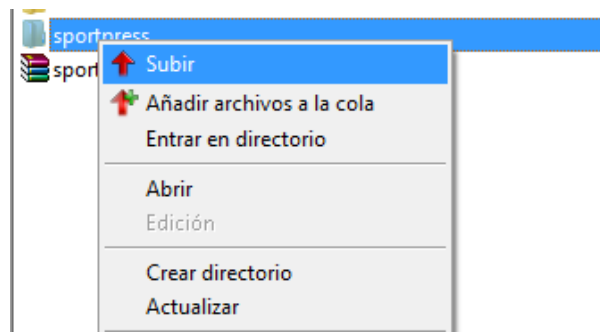 sportpress
Subir
sport
Añadir archivos a la cola
Entrar en directorio
Abrir
Edición
Crear directorio
Actualizar